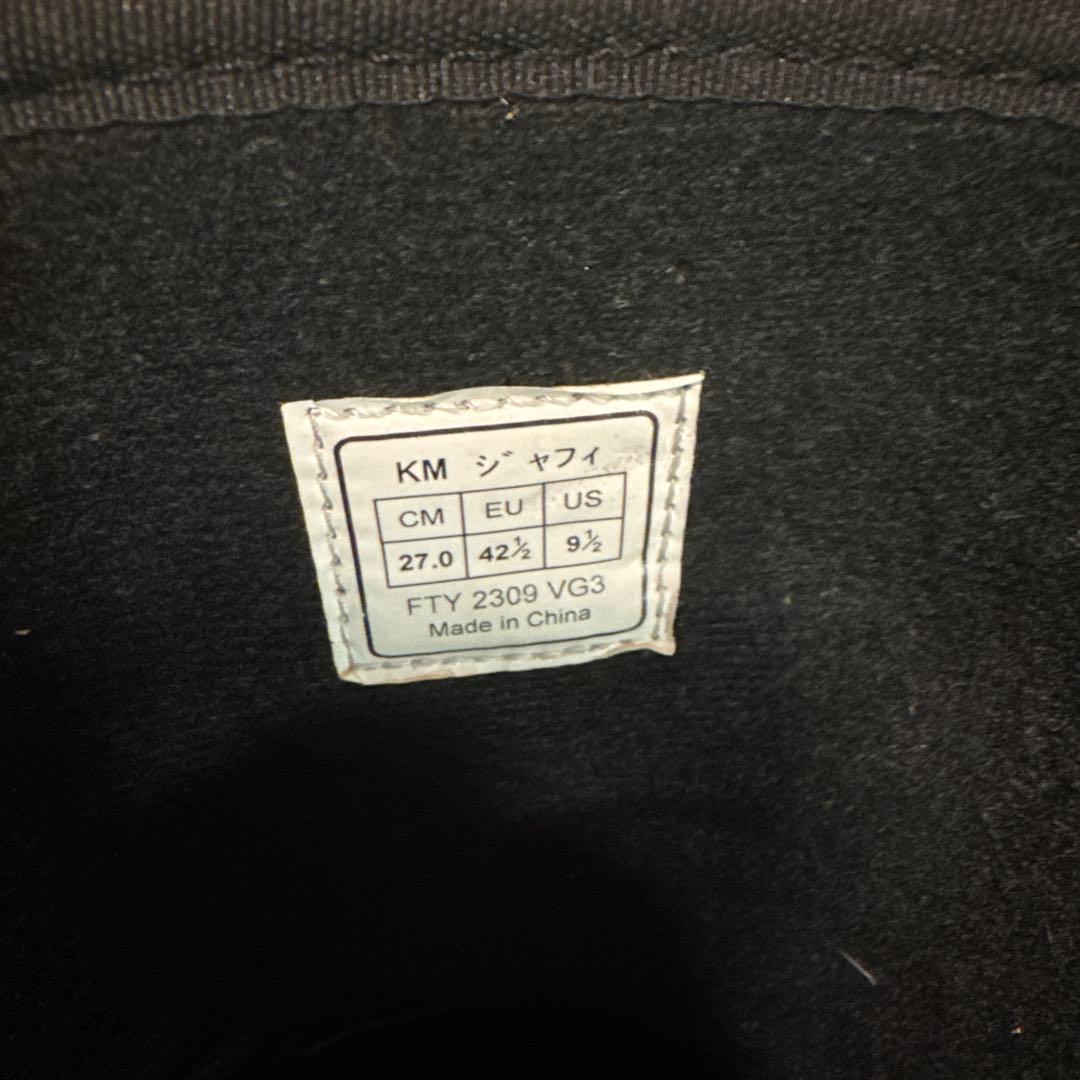 KM ジャフィ
CM EU US
27.0 42½ 9½
FTY 2309 VG3
Made in China